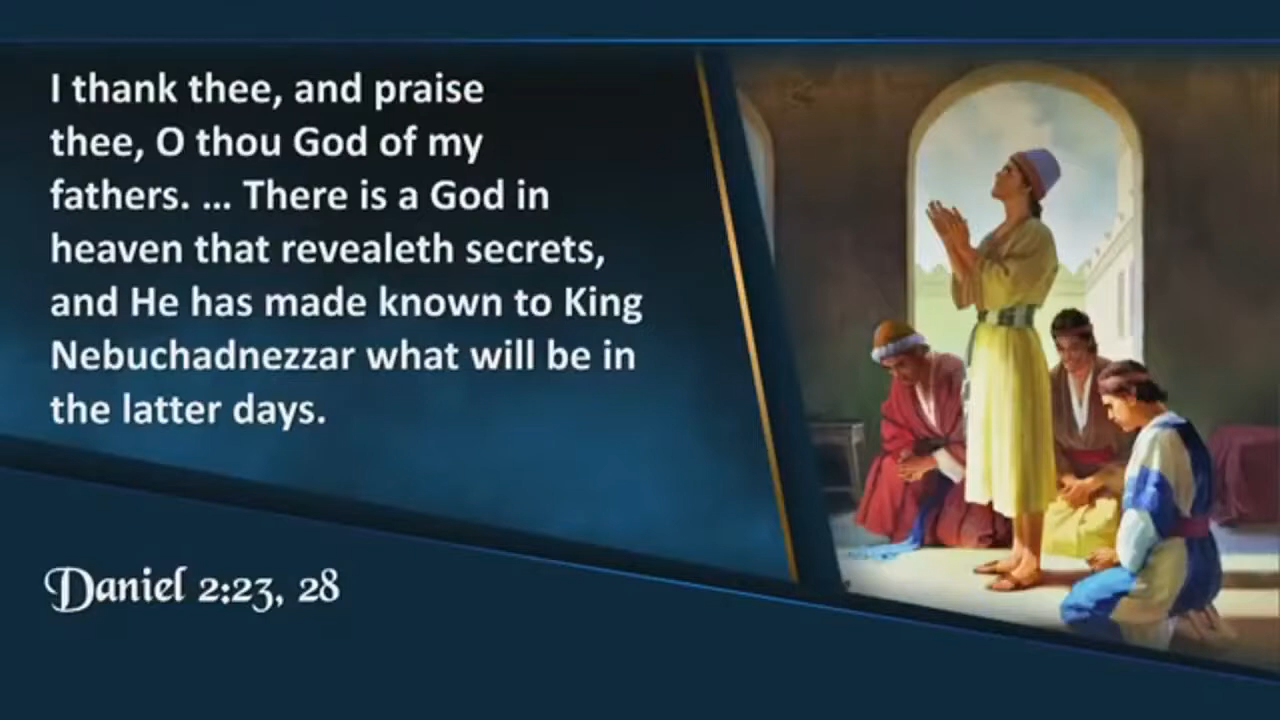 I thank thee, and praise
thee, O thou God of my
fathers. ... There is a God in
heaven that revealeth secrets,
and He has made known to King
Nebuchadnezzar what will be in
the latter days.
Daniel 2:23, 28